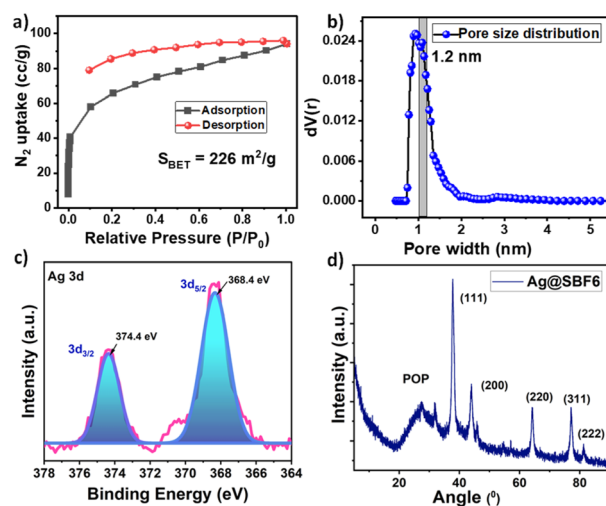 a)
N2 uptake (cc/g)
100
80
60
40
20
0
Adsorption
Desorption
SBET = 226 m²/g
0.0 0.2 0.4 0.6 0.8 1.0
Relative Pressure (P/P0)
b)
dV(r)
0.024
0.018
0.012
0.006
0.000
Pore size distribution
1.2 nm
0 1 2 3 4 5
Pore width (nm)
c)
Ag 3d
Intensity (a.u.)
3d5/2
368.4 eV
3d3/2
374.4 eV
378 376 374 372 370 368 366 364
Binding Energy (eV)
d)
Intensity (a.u.)
Ag@SBF6
(111)
POP
(200)
(220)
(311)
(222)
20 40 60 80
Angle (⁰)